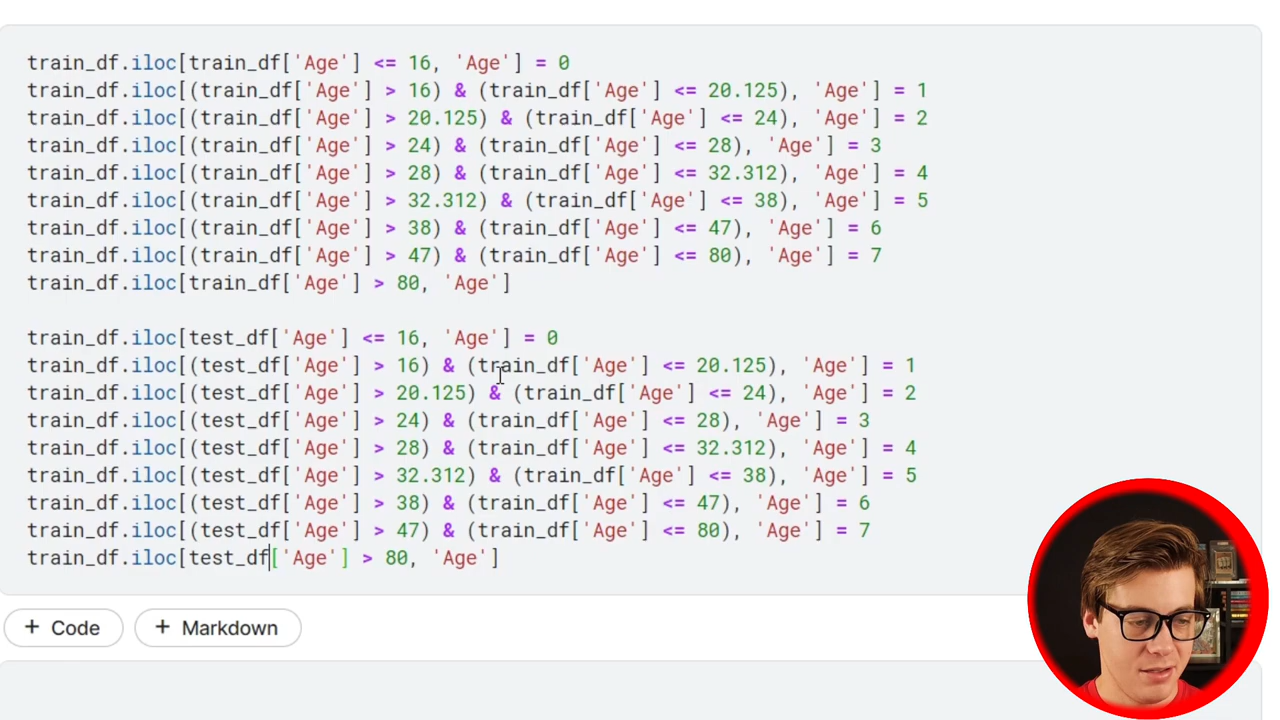 train_df.iloc[train_df['Age'] <= 16, 'Age'] = 0
train_df.iloc[(train_df['Age'] > 16) & (train_df['Age'] <= 20.125), 'Age'] = 1
train_df.iloc[(train_df['Age'] > 20.125) & (train_df['Age'] <= 24), 'Age'] = 2
train_df.iloc[(train_df['Age'] > 24) & (train_df['Age'] <= 28), 'Age'] = 3
train_df.iloc[(train_df['Age'] > 28) & (train_df['Age'] <= 32.312), 'Age'] = 4
train_df.iloc[(train_df['Age'] > 32.312) & (train_df['Age'] <= 38), 'Age'] = 5
train_df.iloc[(train_df['Age'] > 38) & (train_df['Age'] <= 47), 'Age'] = 6
train_df.iloc[(train_df['Age'] > 47) & (train_df['Age'] <= 80), 'Age'] = 7
train_df.iloc[train_df['Age'] > 80, 'Age']
train_df.iloc[test_df['Age'] <= 16, 'Age'] = 0
train_df.iloc[(test_df['Age'] > 16) & (train_df['Age'] <= 20.125), 'Age'] = 1
train_df.iloc[(test_df['Age'] > 20.125) & (train_df['Age'] <= 24), 'Age'] = 2
train_df.iloc[(test_df['Age'] > 24) & (train_df['Age'] <= 28), 'Age'] = 3
train_df.iloc[(test_df['Age'] > 28) & (train_df['Age'] <= 32.312), 'Age'] = 4
train_df.iloc[(test_df['Age'] > 32.312) & (train_df['Age'] <= 38), 'Age'] = 5
train_df.iloc[(test_df['Age'] > 38) & (train_df['Age'] <= 47), 'Age'] = 6
train_df.iloc[(test_df['Age'] > 47) & (train_df['Age'] <= 80), 'Age'] = 7
train_df.iloc[test_df['Age'] > 80, 'Age']
+ Code + Markdown